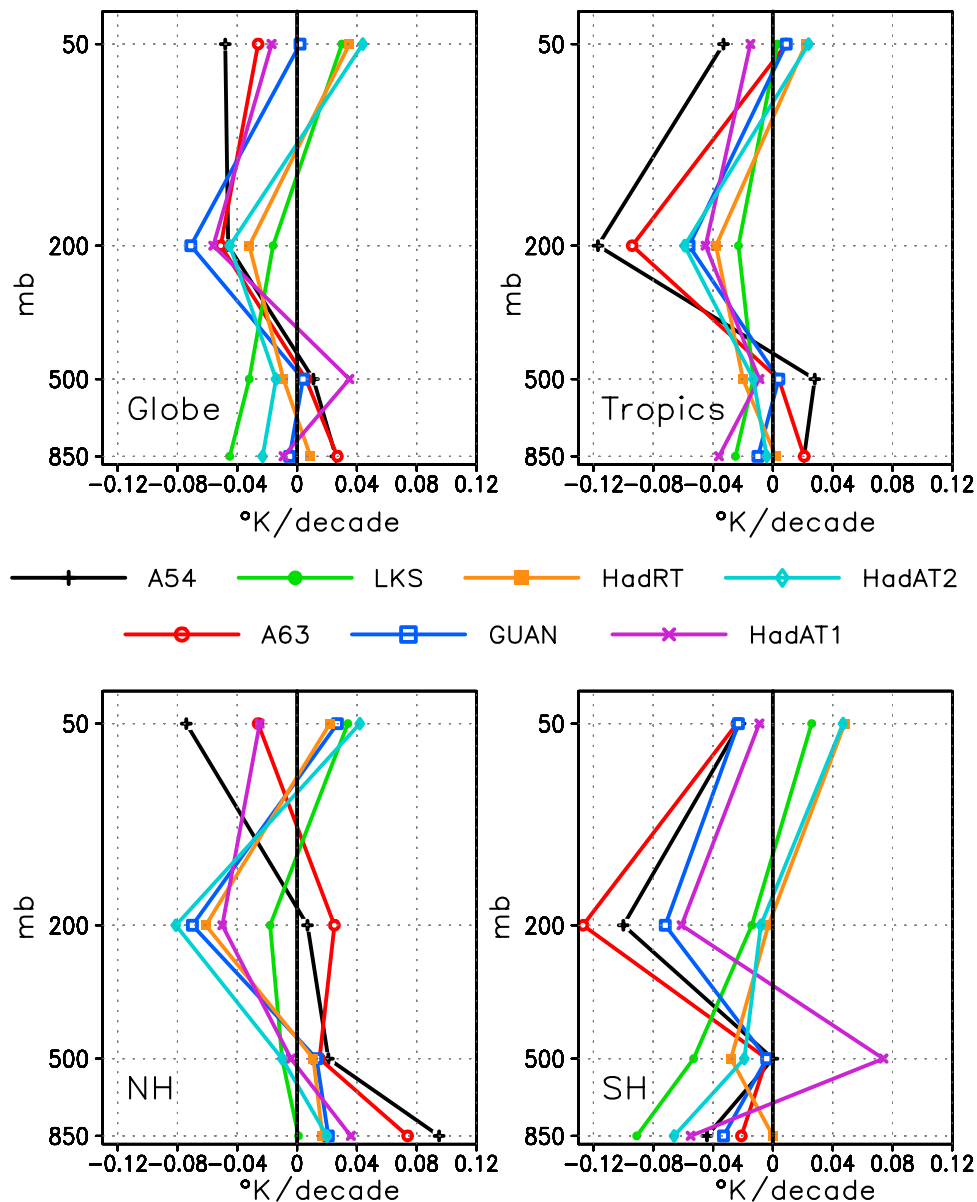 50 50
200 200
mb mb
500 500
Globe Tropics
850 850
−0.12 −0.08 −0.04 0 0.04 0.08 0.12 −0.12 −0.08 −0.04 0 0.04 0.08 0.12
°K/decade °K/decade
A54 LKS HadRT HadAT2
A63 GUAN HadAT1
50 50
200 200
mb mb
500 500
NH SH
850 850
−0.12 −0.08 −0.04 0 0.04 0.08 0.12 −0.12 −0.08 −0.04 0 0.04 0.08 0.12
°K/decade °K/decade